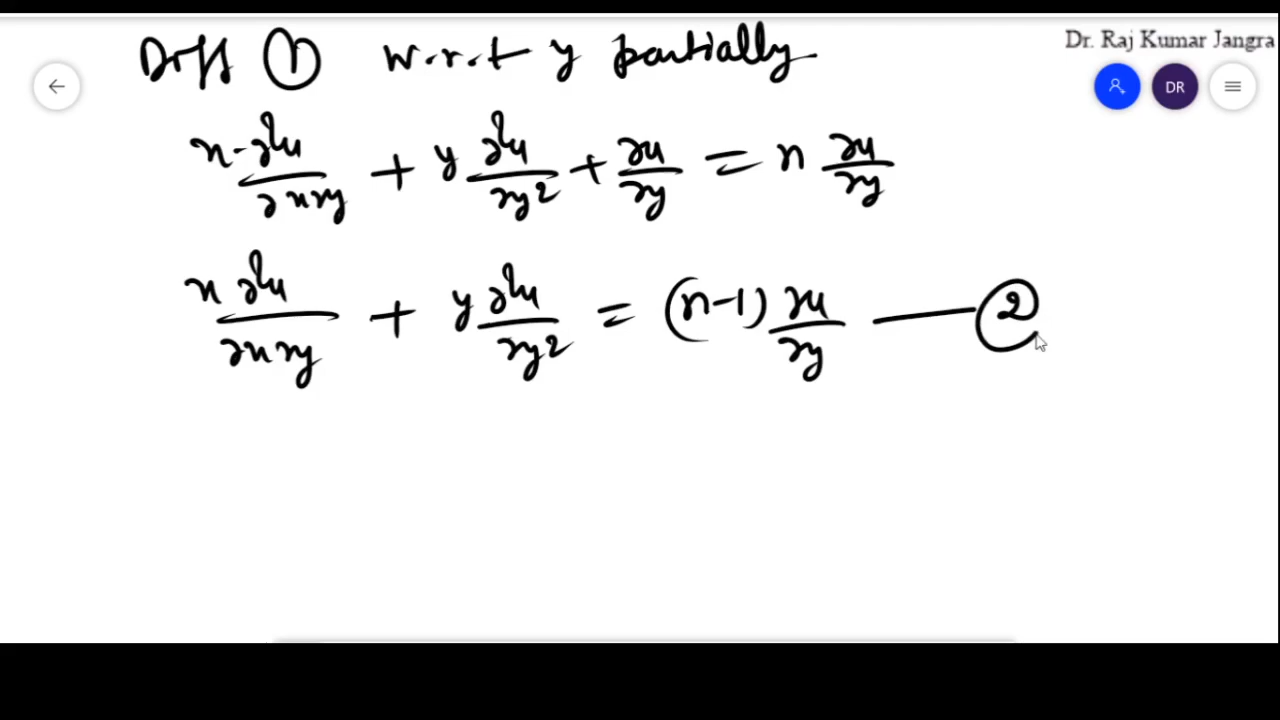 Dr. Raj Kumar Jangra
DR
Diff ① w.r.t y partially
x ∂²u/∂x∂y + y ∂²u/∂y² + ∂u/∂y = n ∂u/∂y
x ∂²u/∂x∂y + y ∂²u/∂y² = (n-1) ∂u/∂y — ②